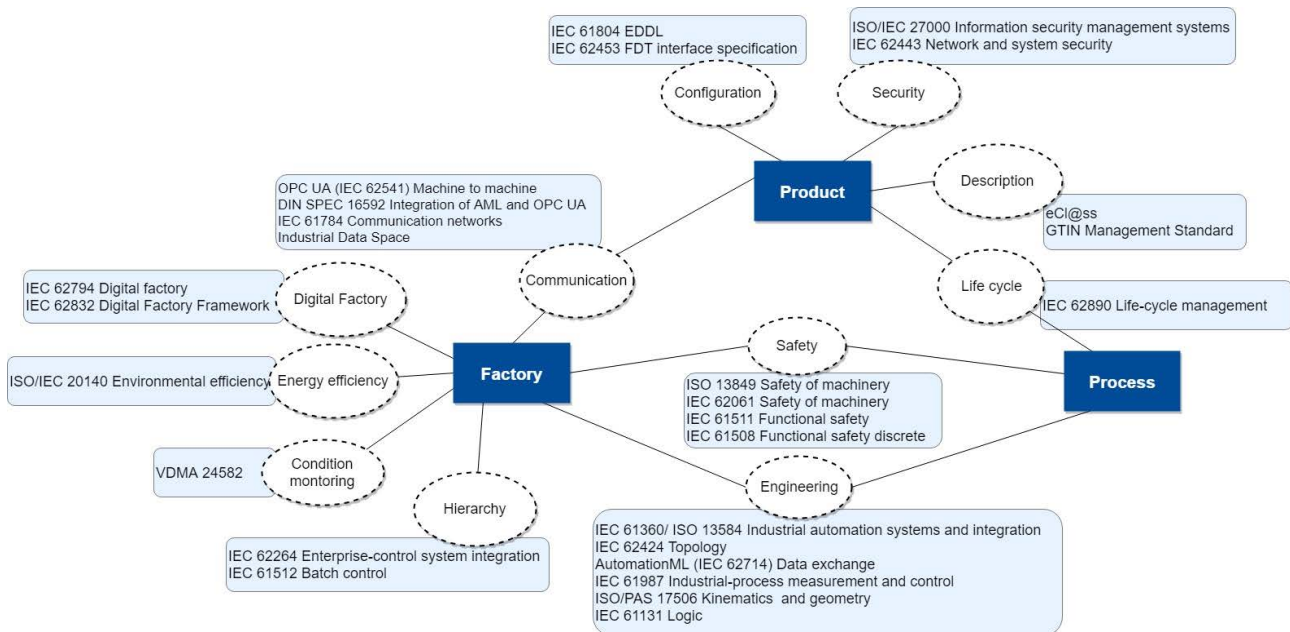 IEC 61804 EDDL
IEC 62453 FDT interface specification
ISO/IEC 27000 Information security management systems
IEC 62443 Network and system security
Configuration
Security
Product
Description
eCl@ss
GTIN Management Standard
OPC UA (IEC 62541) Machine to machine
DIN SPEC 16592 Integration of AML and OPC UA
IEC 61784 Communication networks
Industrial Data Space
Communication
Life cycle
IEC 62890 Life-cycle management
IEC 62794 Digital factory
IEC 62832 Digital Factory Framework
Digital Factory
Safety
ISO/IEC 20140 Environmental efficiency
Energy efficiency
Factory
Process
ISO 13849 Safety of machinery
IEC 62061 Safety of machinery
IEC 61511 Functional safety
IEC 61508 Functional safety discrete
VDMA 24582
Condition
montoring
Hierarchy
Engineering
IEC 62264 Enterprise-control system integration
IEC 61512 Batch control
IEC 61360/ ISO 13584 Industrial automation systems and integration
IEC 62424 Topology
AutomationML (IEC 62714) Data exchange
IEC 61987 Industrial-process measurement and control
ISO/PAS 17506 Kinematics and geometry
IEC 61131 Logic